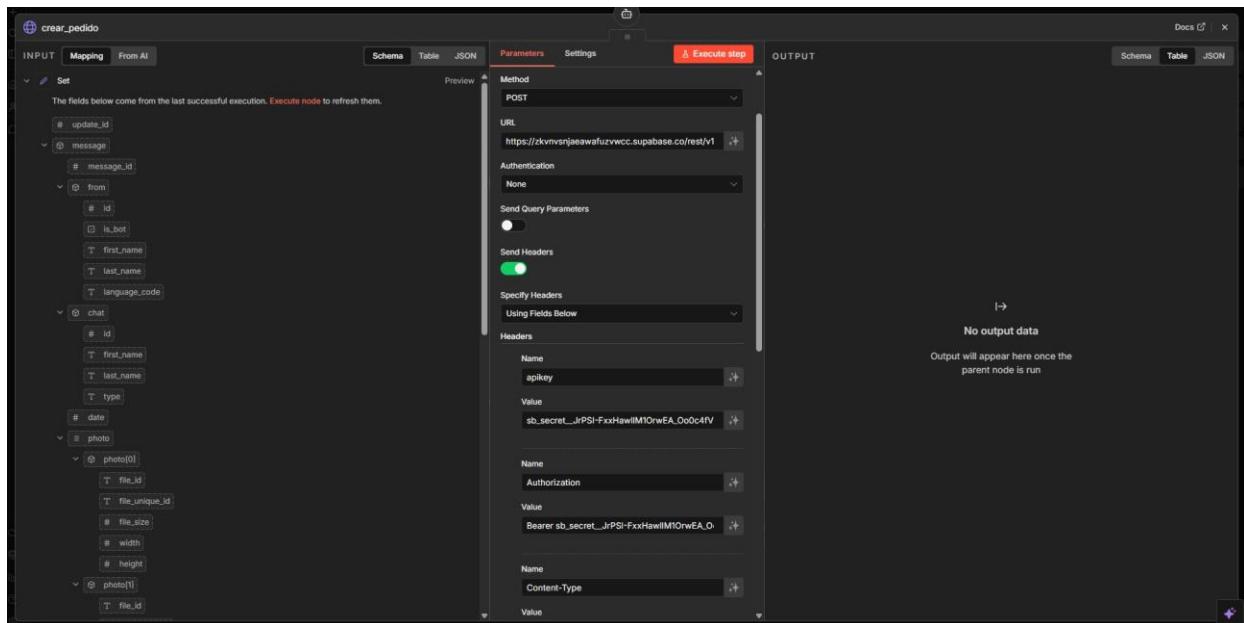 crear_pedido
Docs
INPUT
Mapping
From AI
Schema
Table
JSON
Set
Preview
The fields below come from the last successful execution. Execute node to refresh them.
update_id
message
message_id
from
id
is_bot
first_name
last_name
language_code
chat
id
first_name
last_name
type
date
photo
photo[0]
file_id
file_unique_id
file_size
width
height
photo[1]
file_id
Parameters
Settings
Execute step
Method
POST
URL
https://zkvnvsnjaeawafuzvwcc.supabase.co/rest/v1
Authentication
None
Send Query Parameters
Send Headers
Specify Headers
Using Fields Below
Headers
Name
apikey
Value
Name
Authorization
Value
Bearer
Name
Content-Type
Value
OUTPUT
Schema
Table
JSON
No output data
Output will appear here once the
parent node is run